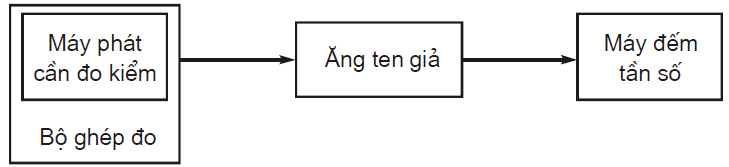 Máy phát
cần đo kiểm
Bộ ghép đo
Ăng ten giả
Máy đếm
tần số